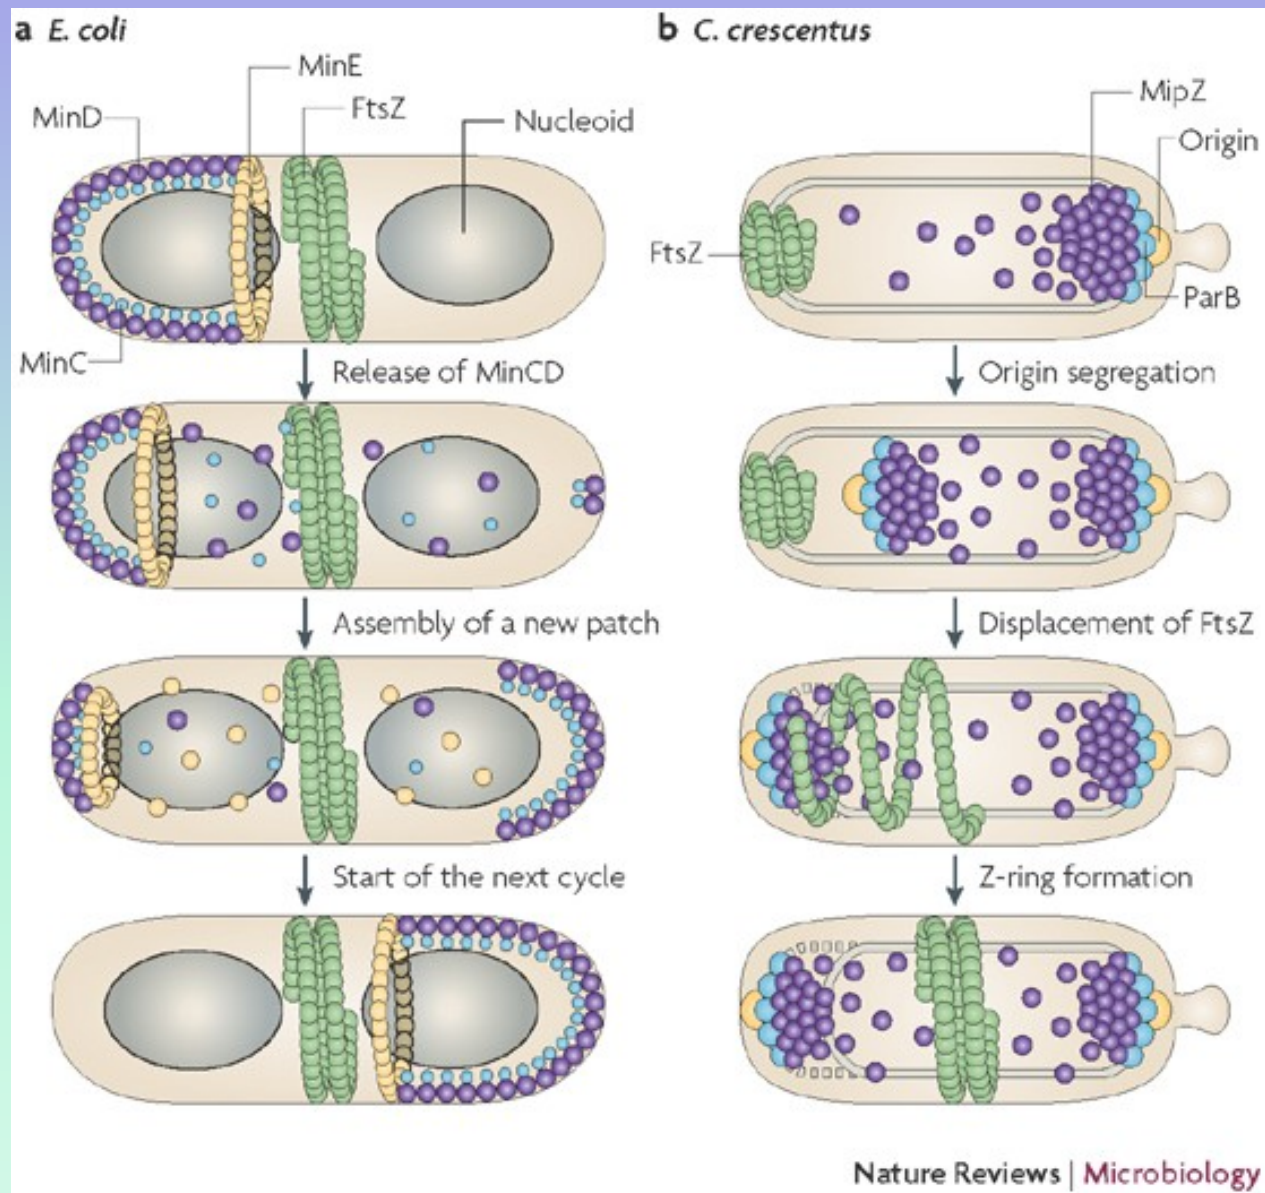 a E. coli
MinE
FtsZ
MinD
Nucleoid
MinC
Release of MinCD
Assembly of a new patch
Start of the next cycle
b C. crescentus
MipZ
Origin
FtsZ
ParB
Origin segregation
Displacement of FtsZ
Z-ring formation
Nature Reviews | Microbiology